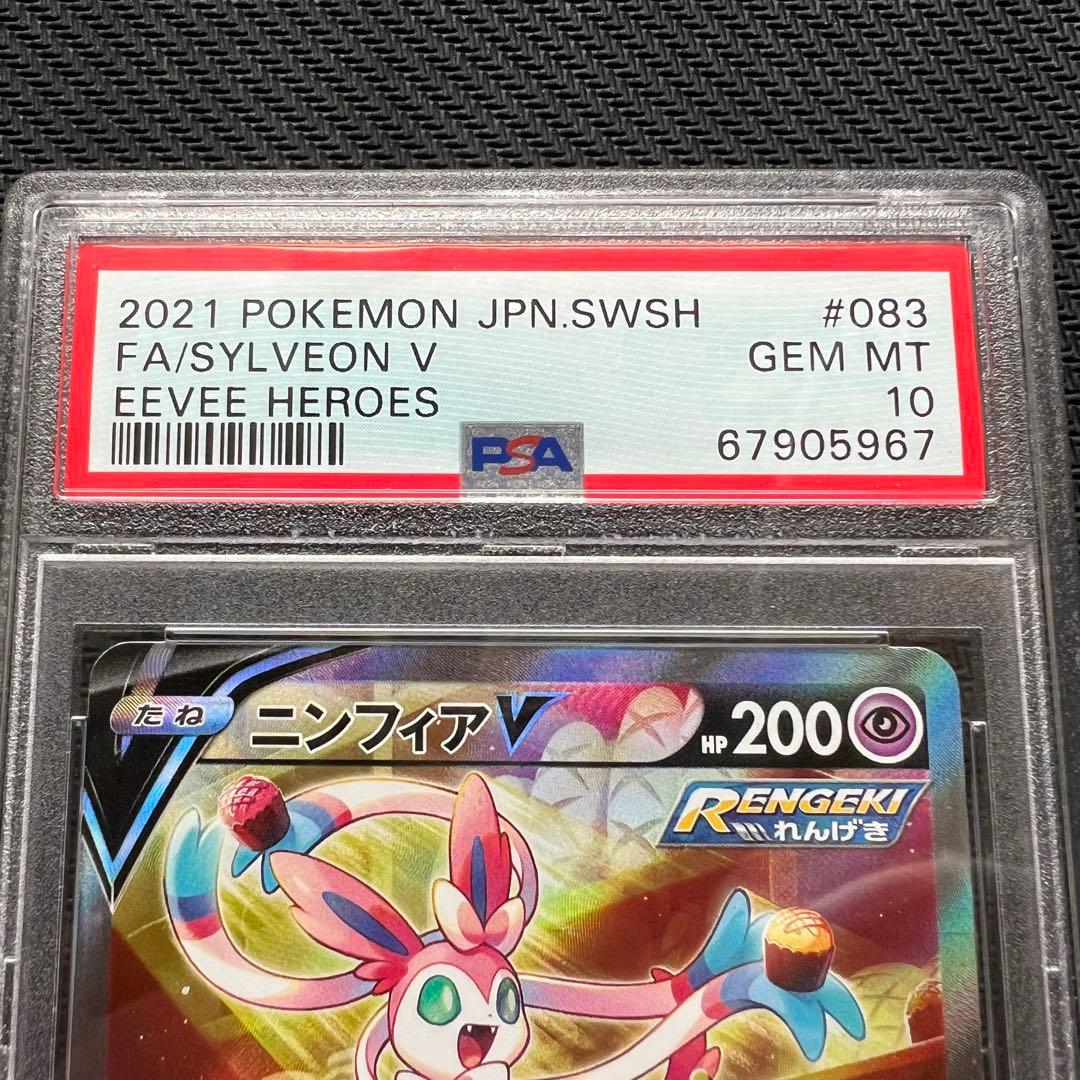 2021 POKEMON JPN.SWSH #083
FA/SYLVEON V GEM MT
EEVEE HEROES 10
PSA 67905967
たね ニンフィアV HP 200
RENGEKI
れんげき